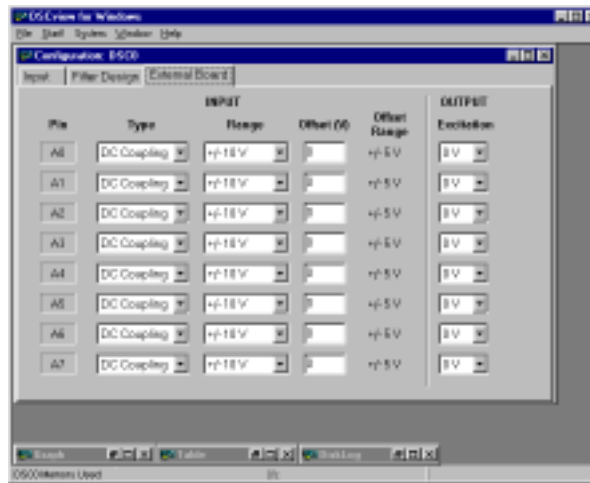 DSCview for Windows
File Start System Window Help
Configuration: DSC0
Input Filter Design External Board
INPUT OUTPUT
Pin Type Range Offset (V) Offset Range Excitation
A0 DC Coupling +/-10 V 0 +/-5 V 0 V
A1 DC Coupling +/-10 V 0 +/-5 V 0 V
A2 DC Coupling +/-10 V 0 +/-5 V 0 V
A3 DC Coupling +/-10 V 0 +/-5 V 0 V
A4 DC Coupling +/-10 V 0 +/-5 V 0 V
A5 DC Coupling +/-10 V 0 +/-5 V 0 V
A6 DC Coupling +/-10 V 0 +/-5 V 0 V
A7 DC Coupling +/-10 V 0 +/-5 V 0 V
Graph Table DiskLog
DSC0 Memory Used